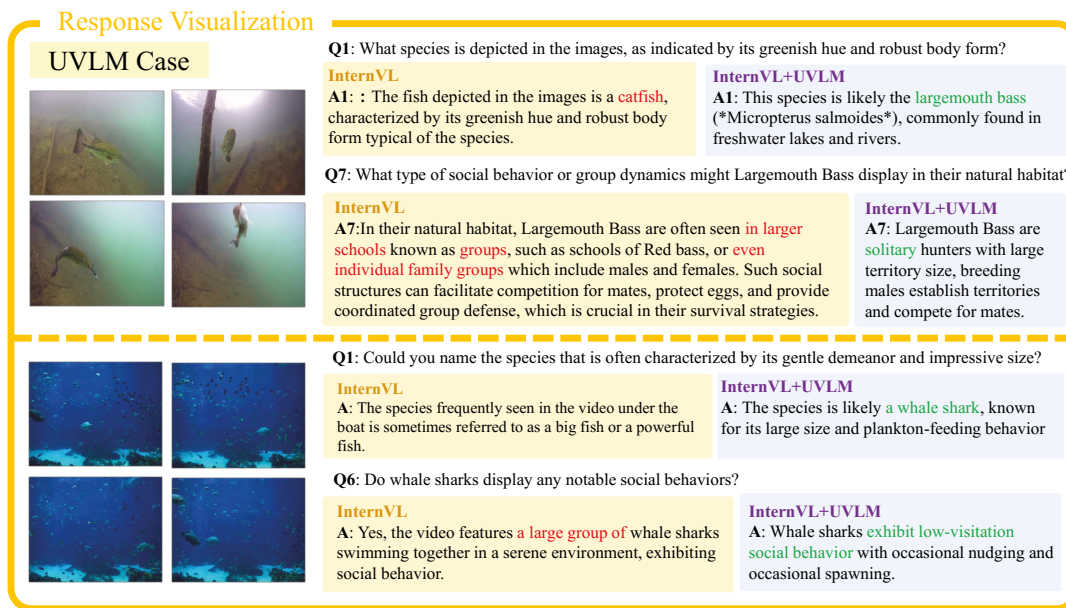 Response Visualization
UVLM Case
Q1: What species is depicted in the images, as indicated by its greenish hue and robust body form?
InternVL
A1: : The fish depicted in the images is a catfish,
characterized by its greenish hue and robust body
form typical of the species.
InternVL+UVLM
A1: This species is likely the largemouth bass
(*Micropterus salmoides*), commonly found in
freshwater lakes and rivers.
Q7: What type of social behavior or group dynamics might Largemouth Bass display in their natural habitat?
InternVL
A7:In their natural habitat, Largemouth Bass are often seen in larger
schools known as groups, such as schools of Red bass, or even
individual family groups which include males and females. Such social
structures can facilitate competition for mates, protect eggs, and provide
coordinated group defense, which is crucial in their survival strategies.
InternVL+UVLM
A7: Largemouth Bass are
solitary hunters with large
territory size, breeding
males establish territories
and compete for mates.
Q1: Could you name the species that is often characterized by its gentle demeanor and impressive size?
InternVL
A: The species frequently seen in the video under the
boat is sometimes referred to as a big fish or a powerful
fish.
InternVL+UVLM
A: The species is likely a whale shark, known
for its large size and plankton-feeding behavior
Q6: Do whale sharks display any notable social behaviors?
InternVL
A: Yes, the video features a large group of whale sharks
swimming together in a serene environment, exhibiting
social behavior.
InternVL+UVLM
A: Whale sharks exhibit low-visitation
social behavior with occasional nudging and
occasional spawning.